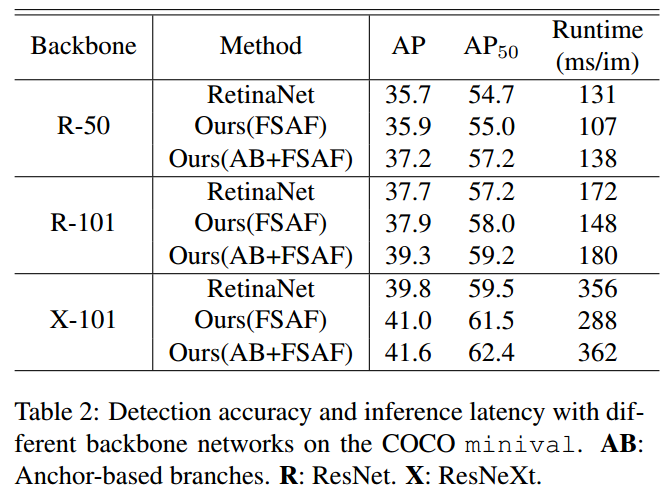 Backbone Method AP AP50 Runtime (ms/im)
R-50 RetinaNet 35.7 54.7 131
Ours(FSAF) 35.9 55.0 107
Ours(AB+FSAF) 37.2 57.2 138
R-101 RetinaNet 37.7 57.2 172
Ours(FSAF) 37.9 58.0 148
Ours(AB+FSAF) 39.3 59.2 180
X-101 RetinaNet 39.8 59.5 356
Ours(FSAF) 41.0 61.5 288
Ours(AB+FSAF) 41.6 62.4 362
Table 2: Detection accuracy and inference latency with dif-
ferent backbone networks on the COCO minival. AB:
Anchor-based branches. R: ResNet. X: ResNeXt.